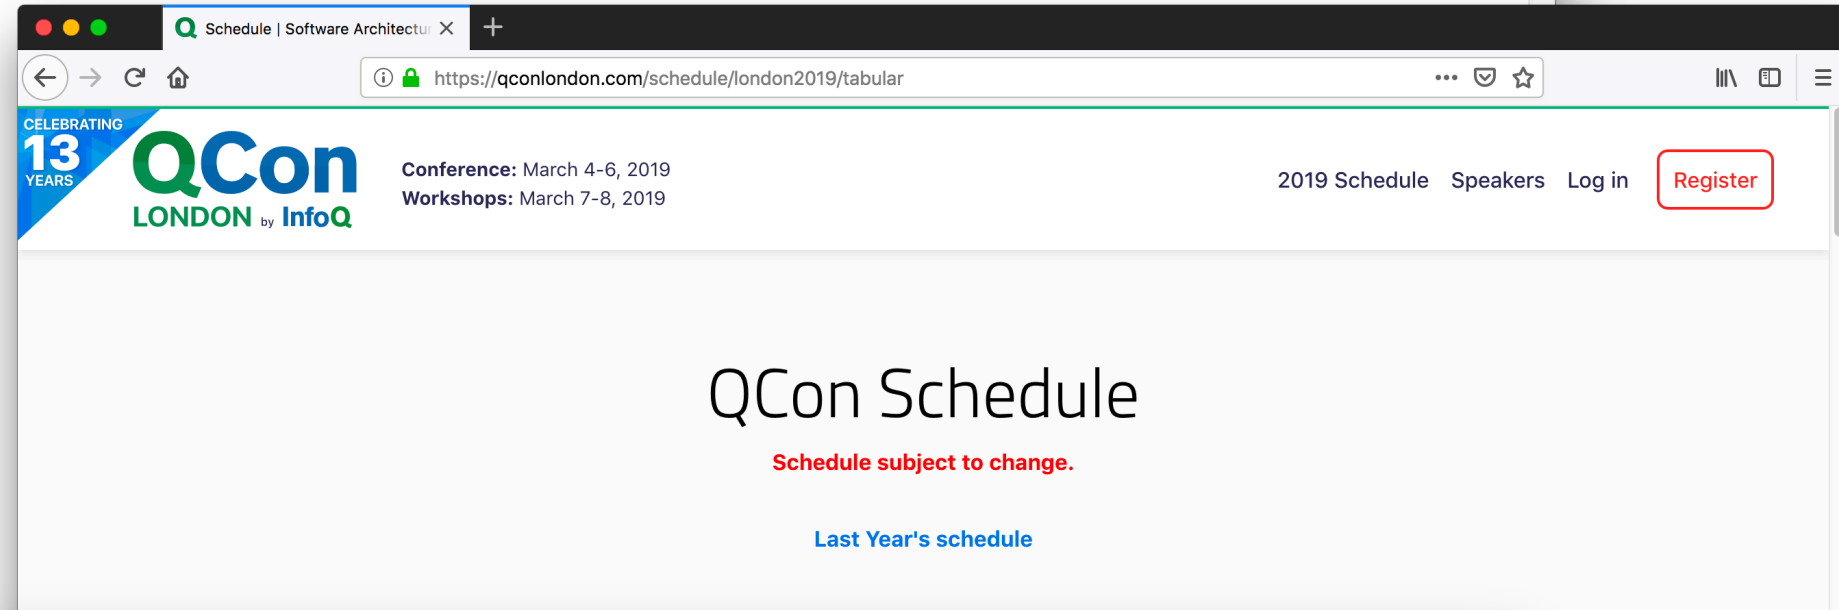 Schedule | Software Architectur
https://qconlondon.com/schedule/london2019/tabular
CELEBRATING
13
YEARS
QCon
LONDON by InfoQ
Conference: March 4-6, 2019
Workshops: March 7-8, 2019
2019 Schedule Speakers Log in Register
QCon Schedule
Schedule subject to change.
Last Year's schedule